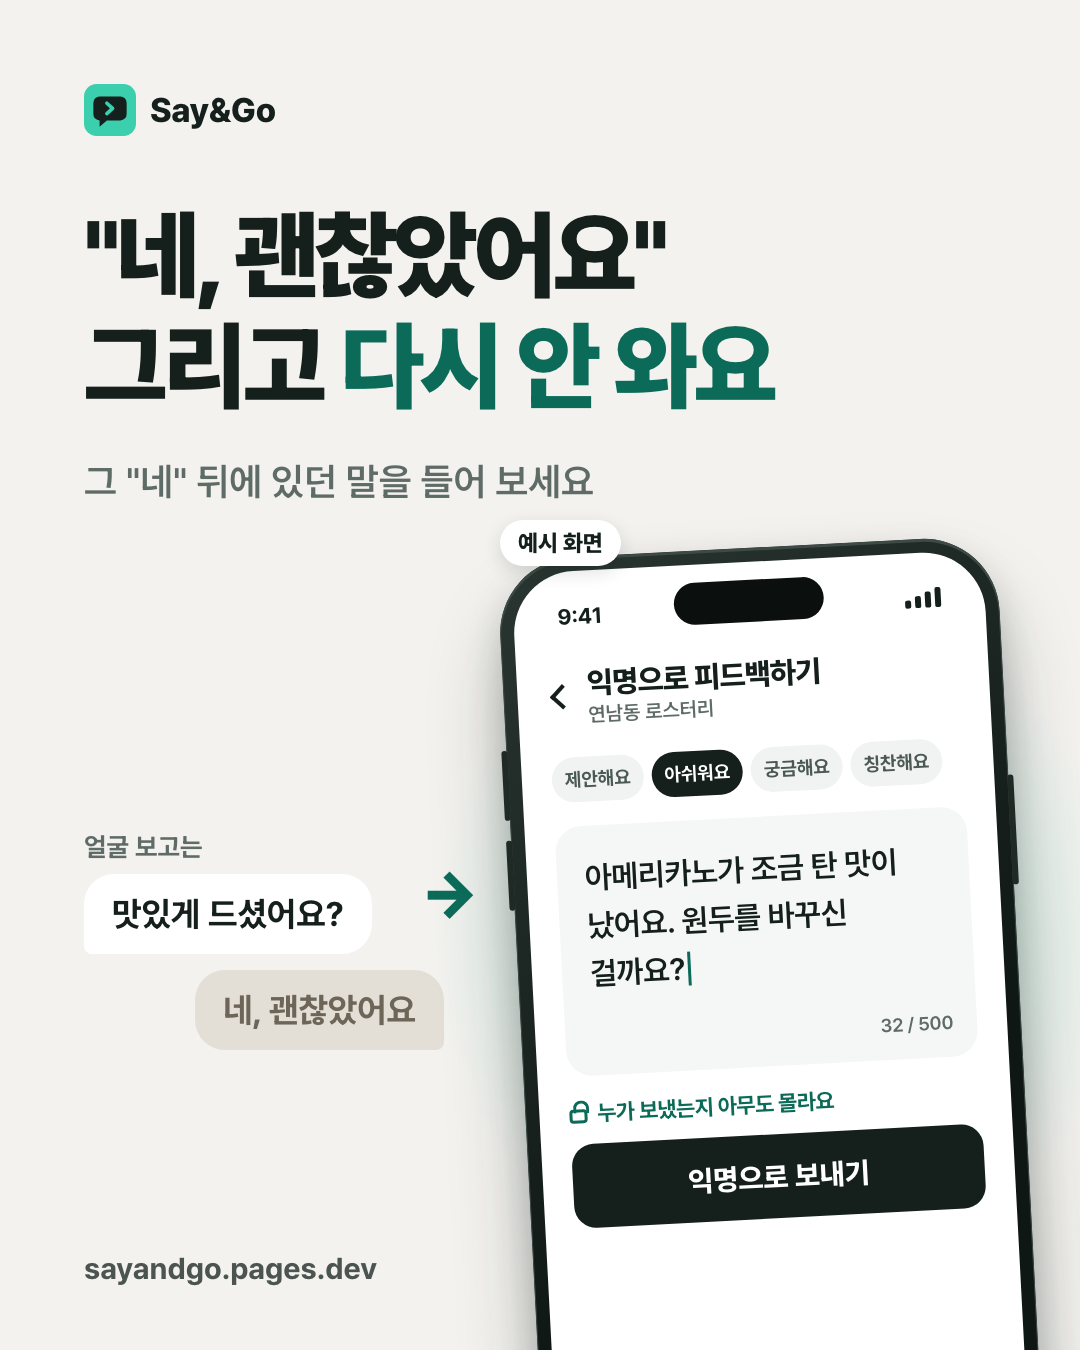 Say&Go
"네, 괜찮았어요"
그리고 다시 안 와요
그 "네" 뒤에 있던 말을 들어 보세요
예시 화면
9:41
익명으로 피드백하기
연남동 로스터리
제안해요 아쉬워요 궁금해요 칭찬해요
아메리카노가 조금 탄 맛이
났어요. 원두를 바꾸신
걸까요?
32 / 500
누가 보냈는지 아무도 몰라요
익명으로 보내기
얼굴 보고는
맛있게 드셨어요?
네, 괜찮았어요
sayandgo.pages.dev